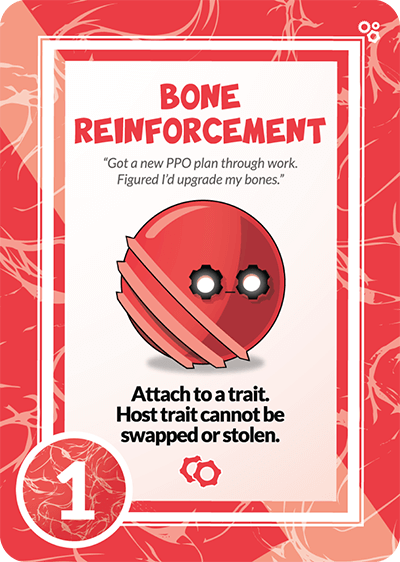 BONE
REINFORCEMENT
“Got a new PPO plan through work.
Figured I’d upgrade my bones.”
Attach to a trait.
Host trait cannot be
swapped or stolen.
1